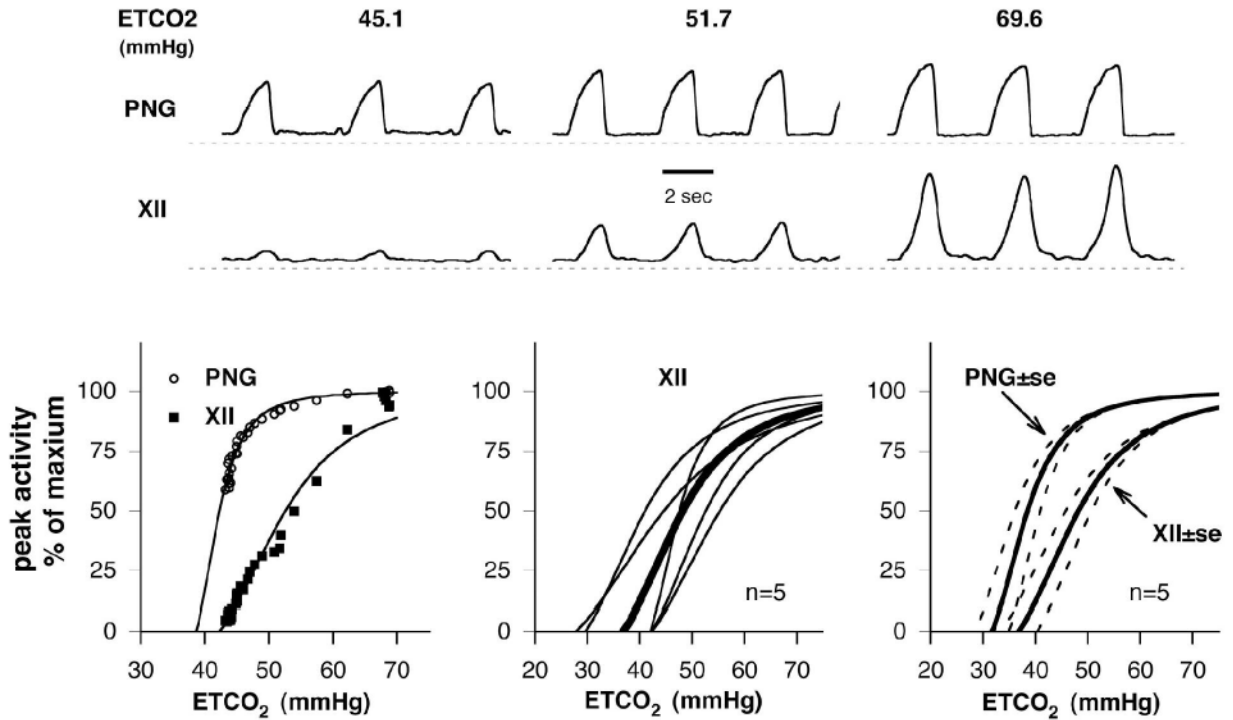 ETCO2 45.1 51.7 69.6
(mmHg)
PNG
XII
2 sec
peak activity
% of maxium
100
75
50
25
0
PNG
XII
30 40 50 60 70
ETCO₂ (mmHg)
100
75
50
25
0
XII
n=5
20 30 40 50 60 70
ETCO₂ (mmHg)
100
75
50
25
0
PNG±se
XII±se
n=5
20 30 40 50 60 70
ETCO₂ (mmHg)